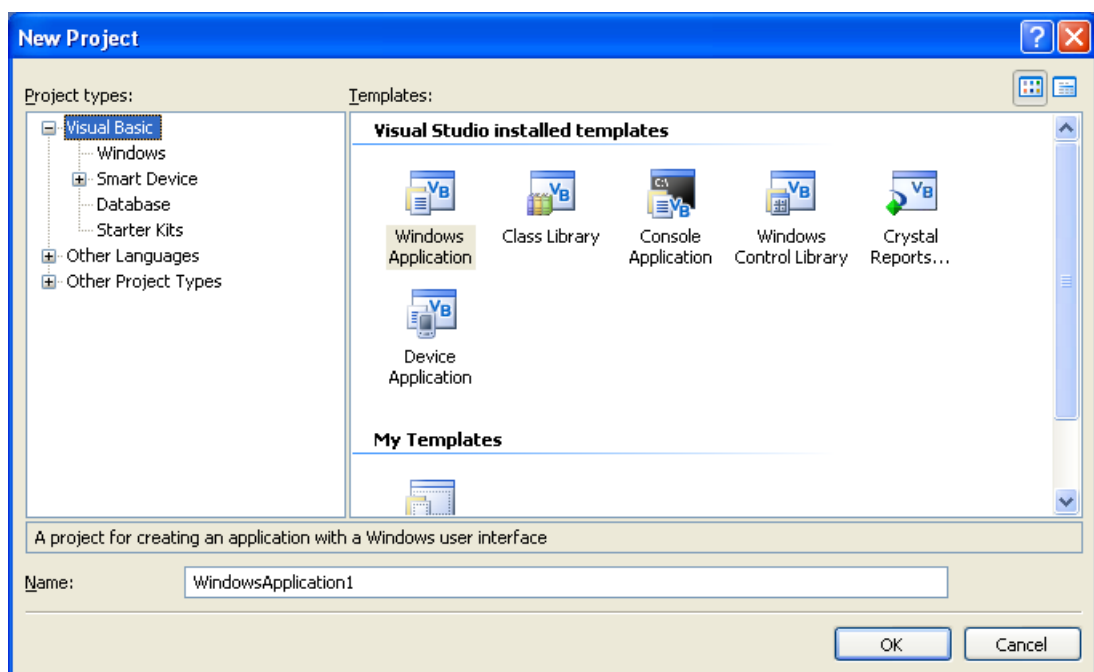 New Project
Project types:
Templates:
Visual Basic
Windows
Smart Device
Database
Starter Kits
Other Languages
Other Project Types
Visual Studio installed templates
Windows Application
Class Library
Console Application
Windows Control Library
Crystal Reports...
Device Application
My Templates
A project for creating an application with a Windows user interface
Name:
WindowsApplication1
OK
Cancel